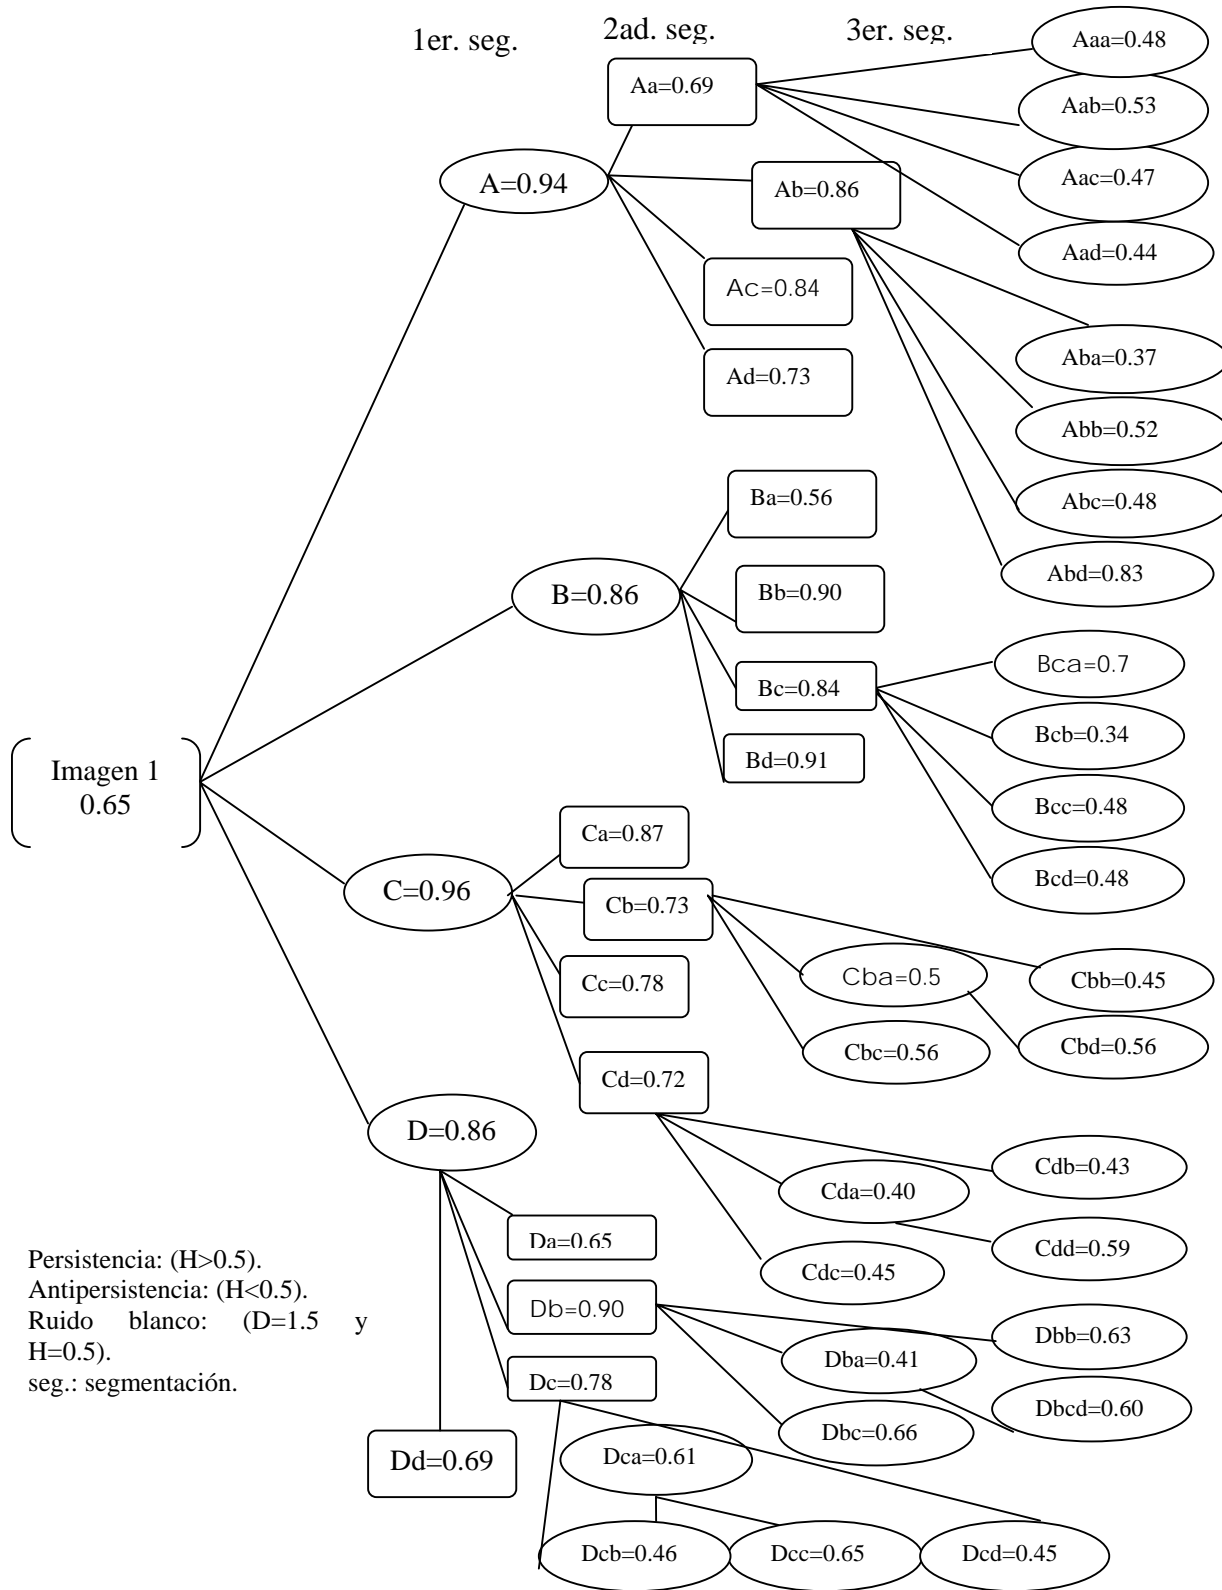 1er. seg.
2ad. seg.
3er. seg.
Aaa=0.48
Aa=0.69
Aab=0.53
Aac=0.47
A=0.94
Ab=0.86
Aad=0.44
Ac=0.84
Aba=0.37
Ad=0.73
Abb=0.52
Ba=0.56
Abc=0.48
Abd=0.83
B=0.86
Bb=0.90
Bca=0.7
Bc=0.84
Bcb=0.34
Bd=0.91
Imagen 1
0.65
Bcc=0.48
Ca=0.87
Bcd=0.48
C=0.96
Cb=0.73
Cba=0.5
Cbb=0.45
Cc=0.78
Cbc=0.56
Cbd=0.56
Cd=0.72
D=0.86
Cdb=0.43
Cda=0.40
Da=0.65
Cdd=0.59
Cdc=0.45
Db=0.90
Dbb=0.63
Dba=0.41
Dc=0.78
Dbcd=0.60
Dbc=0.66
Dd=0.69
Dca=0.61
Dcb=0.46
Dcc=0.65
Dcd=0.45
Persistencia: (H>0.5).
Antipersistencia: (H<0.5).
Ruido blanco: (D=1.5 y
H=0.5).
seg.: segmentación.